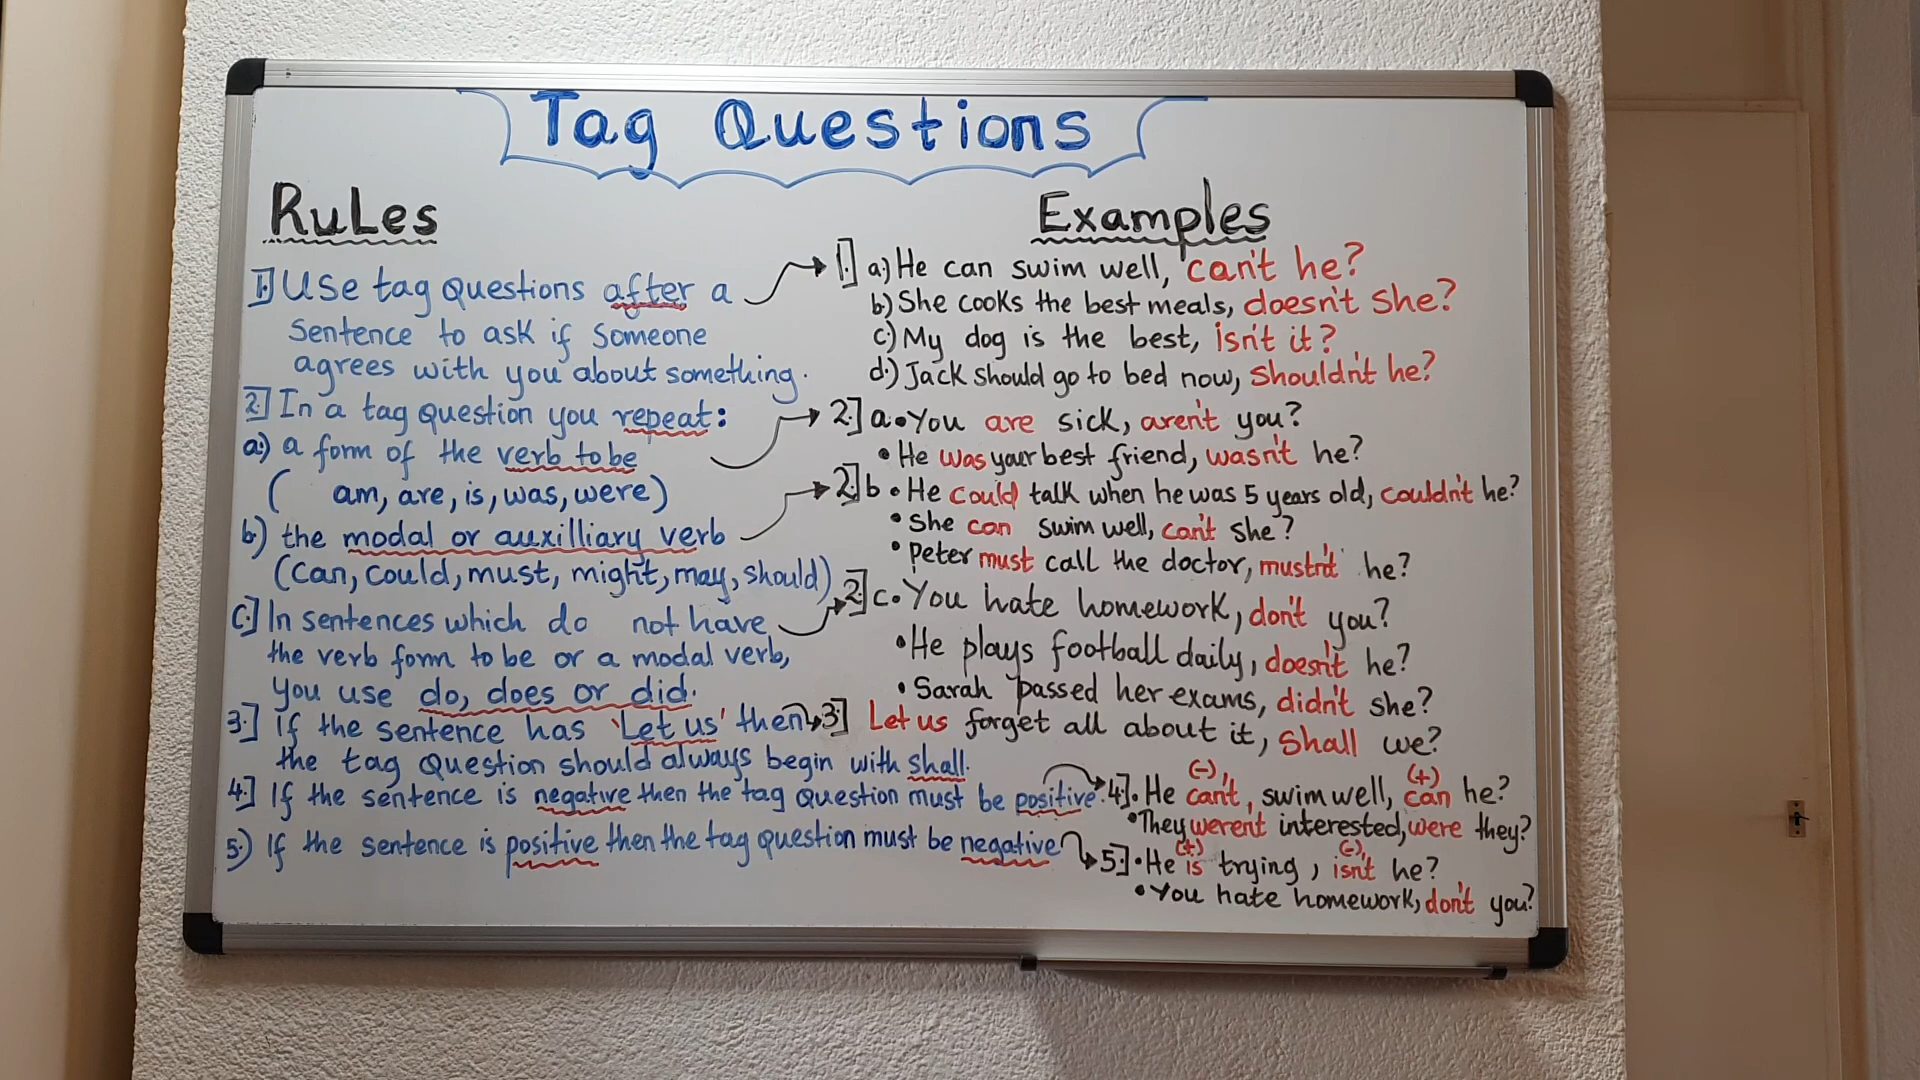 Tag Questions
RuLes
1.] Use tag Questions after a
Sentence to ask if Someone
agrees with you about something.
2.] In a tag Question you repeat:
a.) a form of the verb to be
( am, are, is, was, were)
b.) the modal or auxilliary verb
(can, could, must, might, may, should)
C.] In sentences which do not have
the verb form to be or a modal verb,
you use do, does or did.
3.] If the sentence has 'Let us' then
the tag Question should always begin with shall.
4.] If the sentence is negative then the tag Question must be positive.
5.) If the sentence is positive then the tag question must be negative
Examples
1.] a.) He can swim well, can't he?
b.) She cooks the best meals, doesn't She?
c.) My dog is the best, isn't it?
d.) Jack should go to bed now, Shouldn't he?
2.] a • You are sick, aren't you?
• He was your best friend, wasn't he?
2.] b • He could talk when he was 5 years old, couldn't he?
• She can swim well, can't she?
• Peter must call the doctor, mustn't he?
2.] c • You hate homework, don't you?
• He plays football daily, doesn't he?
• Sarah passed her exams, didn't she?
3.] Let us forget all about it, Shall we?
(-) (+)
4.] • He can't, swim well, can he?
• They weren't interested, were they?
(+) (-)
5.] • He is trying, isn't he?
• You hate homework, don't you?